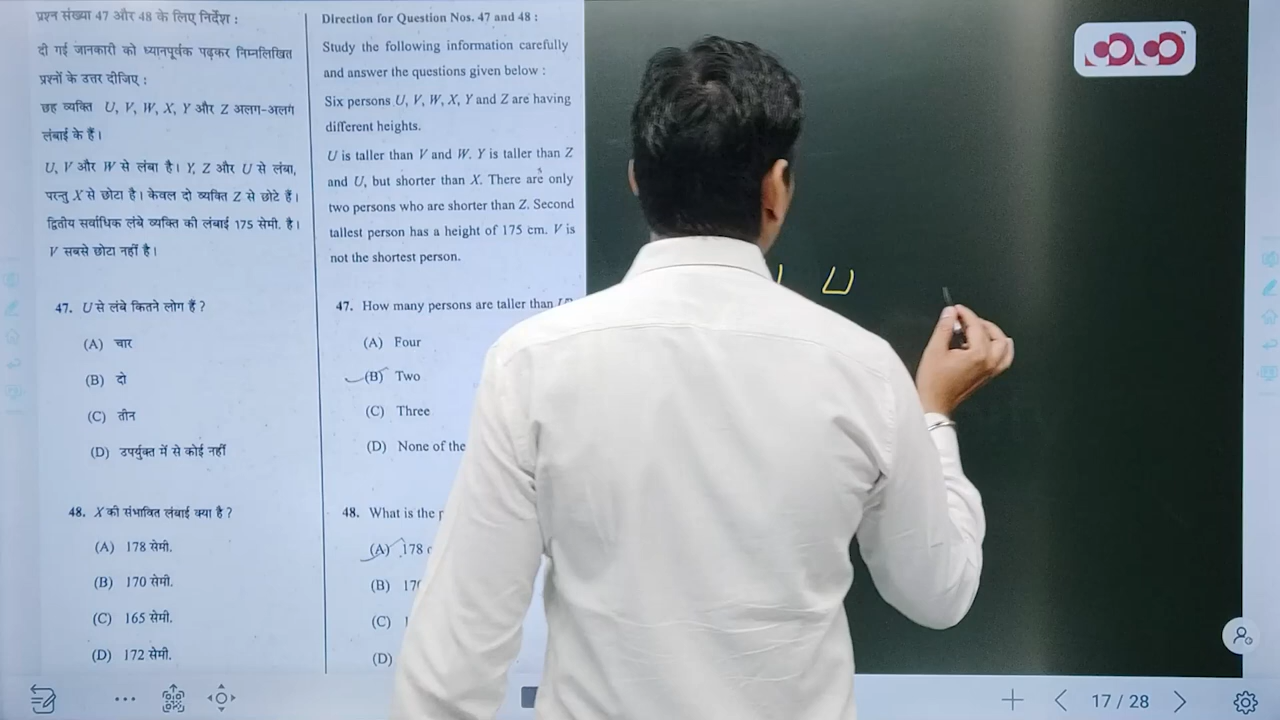 प्रश्न संख्या 47 और 48 के लिए निर्देश :
दी गई जानकारी को ध्यानपूर्वक पढ़कर निम्नलिखित
प्रश्नों के उत्तर दीजिए :
छह व्यक्ति U, V, W, X, Y और Z अलग-अलग
लंबाई के हैं।
U, V और W से लंबा है। Y, Z और U से लंबा,
परन्तु X से छोटा है। केवल दो व्यक्ति Z से छोटे हैं।
द्वितीय सर्वाधिक लंबे व्यक्ति की लंबाई 175 सेमी. है।
V सबसे छोटा नहीं है।
47. U से लंबे कितने लोग हैं ?
(A) चार
(B) दो
(C) तीन
(D) उपर्युक्त में से कोई नहीं
48. X की संभावित लंबाई क्या है ?
(A) 178 सेमी.
(B) 170 सेमी.
(C) 165 सेमी.
(D) 172 सेमी.
Direction for Question Nos. 47 and 48 :
Study the following information carefully
and answer the questions given below :
Six persons U, V, W, X, Y and Z are having
different heights.
U is taller than V and W. Y is taller than Z
and U, but shorter than X. There are only
two persons who are shorter than Z. Second
tallest person has a height of 175 cm. V is
not the shortest person.
47. How many persons are taller than
(A) Four
(B) Two
(C) Three
(D) None of the
48. What is the
(A) 178
(B)
(C)
(D)
U
17 / 28